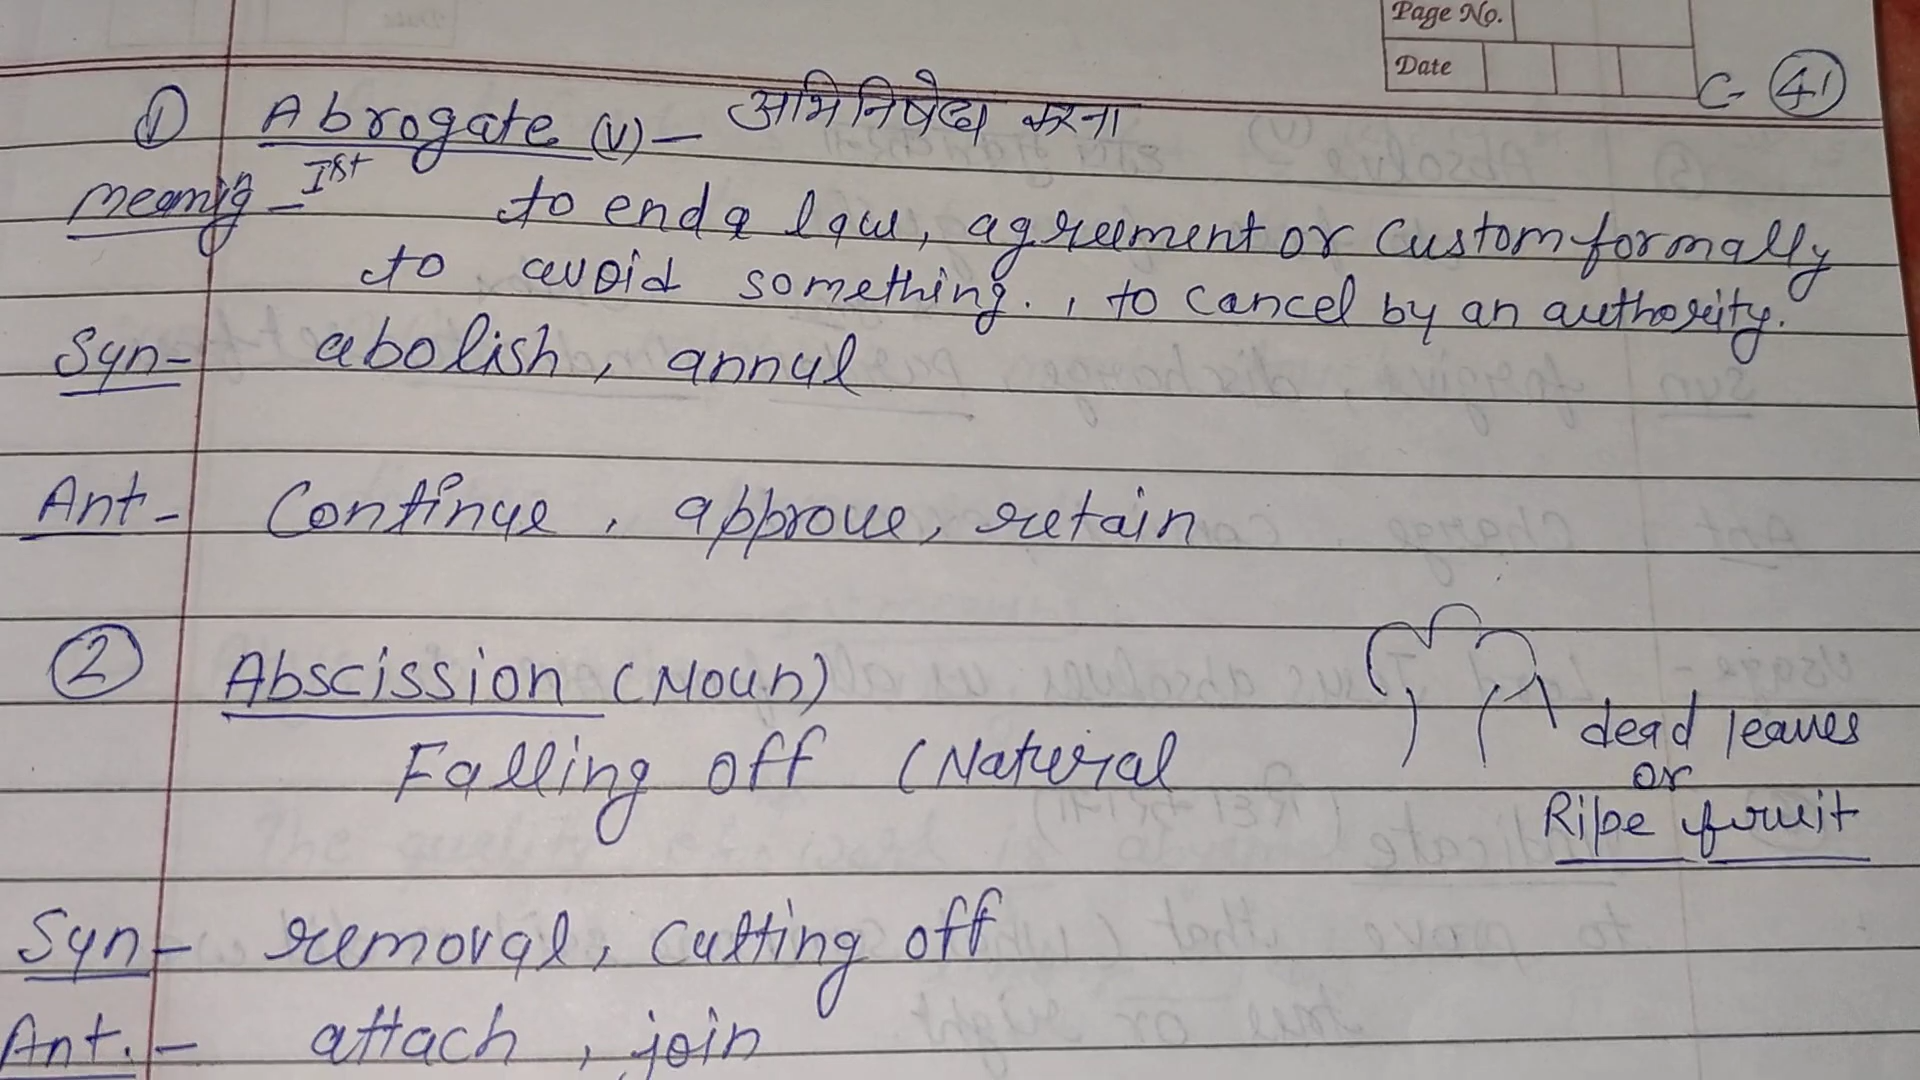 Page No.
Date
C- 41
1 Abrogate (V) - अभिनिषेध करना
Meaning - Ist to end a law, agreement or custom formally
to avoid something. , to cancel by an authority.
Syn- abolish, annul
Ant- Continue, approve, retain
2 Abscission (Noun)
Falling off (Natural
dead leaves
or
Ripe fruit
Syn- removal, cutting off
Ant.- attach, join